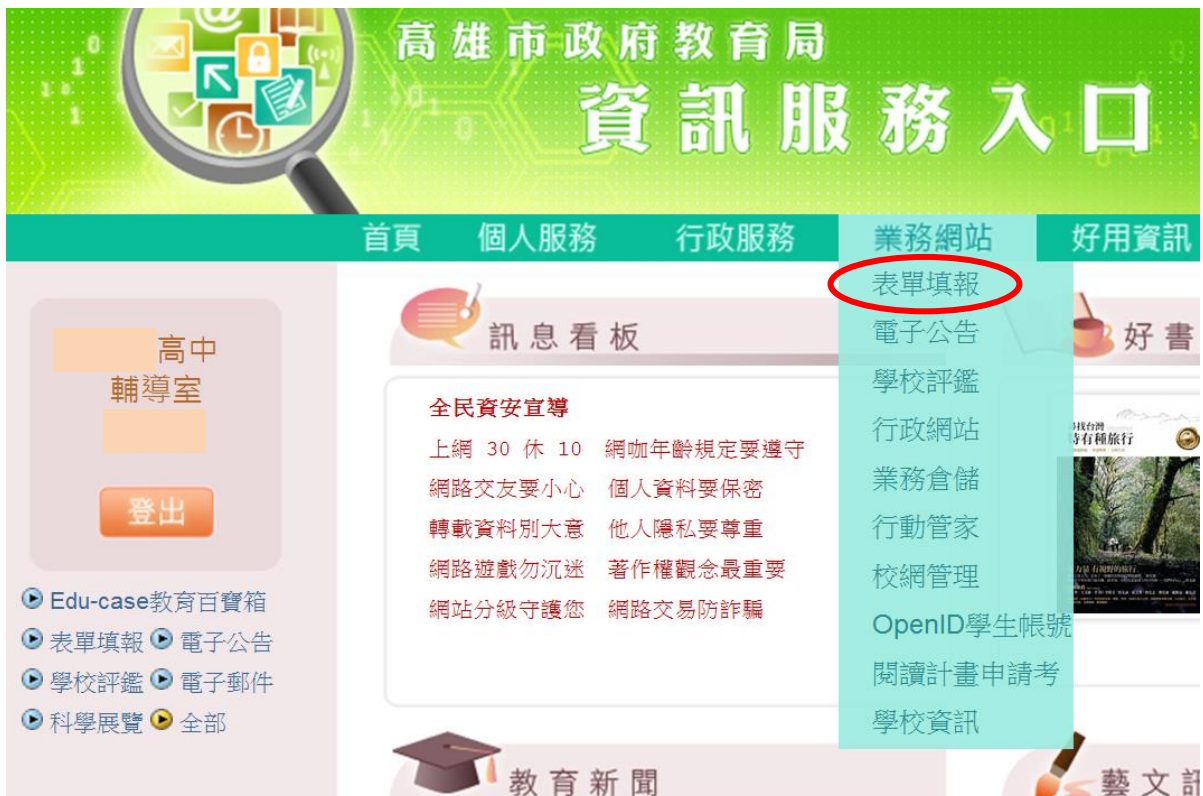 高雄市政府教育局
資訊服務入口
首頁 個人服務 行政服務 業務網站 好用資訊
表單填報
電子公告
學校評鑑
行政網站
業務倉儲
行動管家
校網管理
OpenID學生帳號
閱讀計畫申請考
學校資訊
高中
輔導室
登出
Edu-case教育百寶箱
表單填報 電子公告
學校評鑑 電子郵件
科學展覽 全部
訊息看板
全民資安宣導
上網 30 休 10 網咖年齡規定要遵守
網路交友要小心 個人資料要保密
轉載資料別大意 他人隱私要尊重
網路遊戲勿沉迷 著作權觀念最重要
網站分級守護您 網路交易防詐騙
好書
尋找台灣
時有種旅行
教育新聞
藝文訊